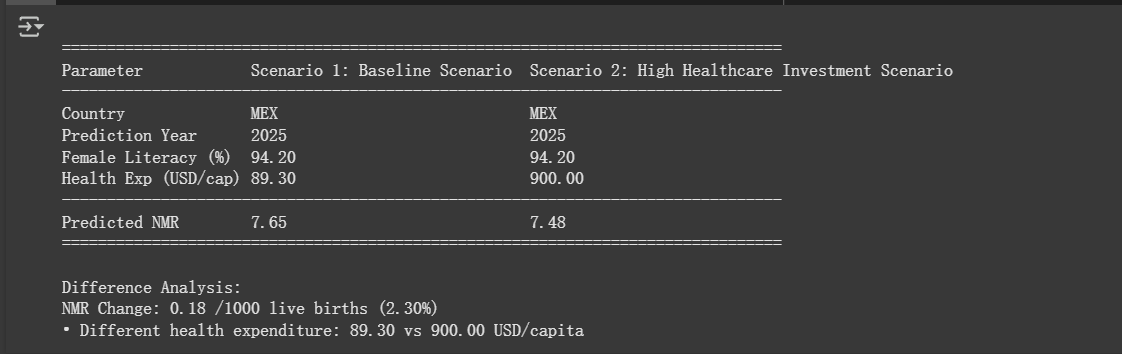 ================================================================================
Parameter            Scenario 1: Baseline Scenario  Scenario 2: High Healthcare Investment Scenario
--------------------------------------------------------------------------------
Country              MEX                            MEX
Prediction Year      2025                           2025
Female Literacy (%)  94.20                          94.20
Health Exp (USD/cap) 89.30                          900.00
--------------------------------------------------------------------------------
Predicted NMR        7.65                           7.48
================================================================================
Difference Analysis:
NMR Change: 0.18 /1000 live births (2.30%)
• Different health expenditure: 89.30 vs 900.00 USD/capita